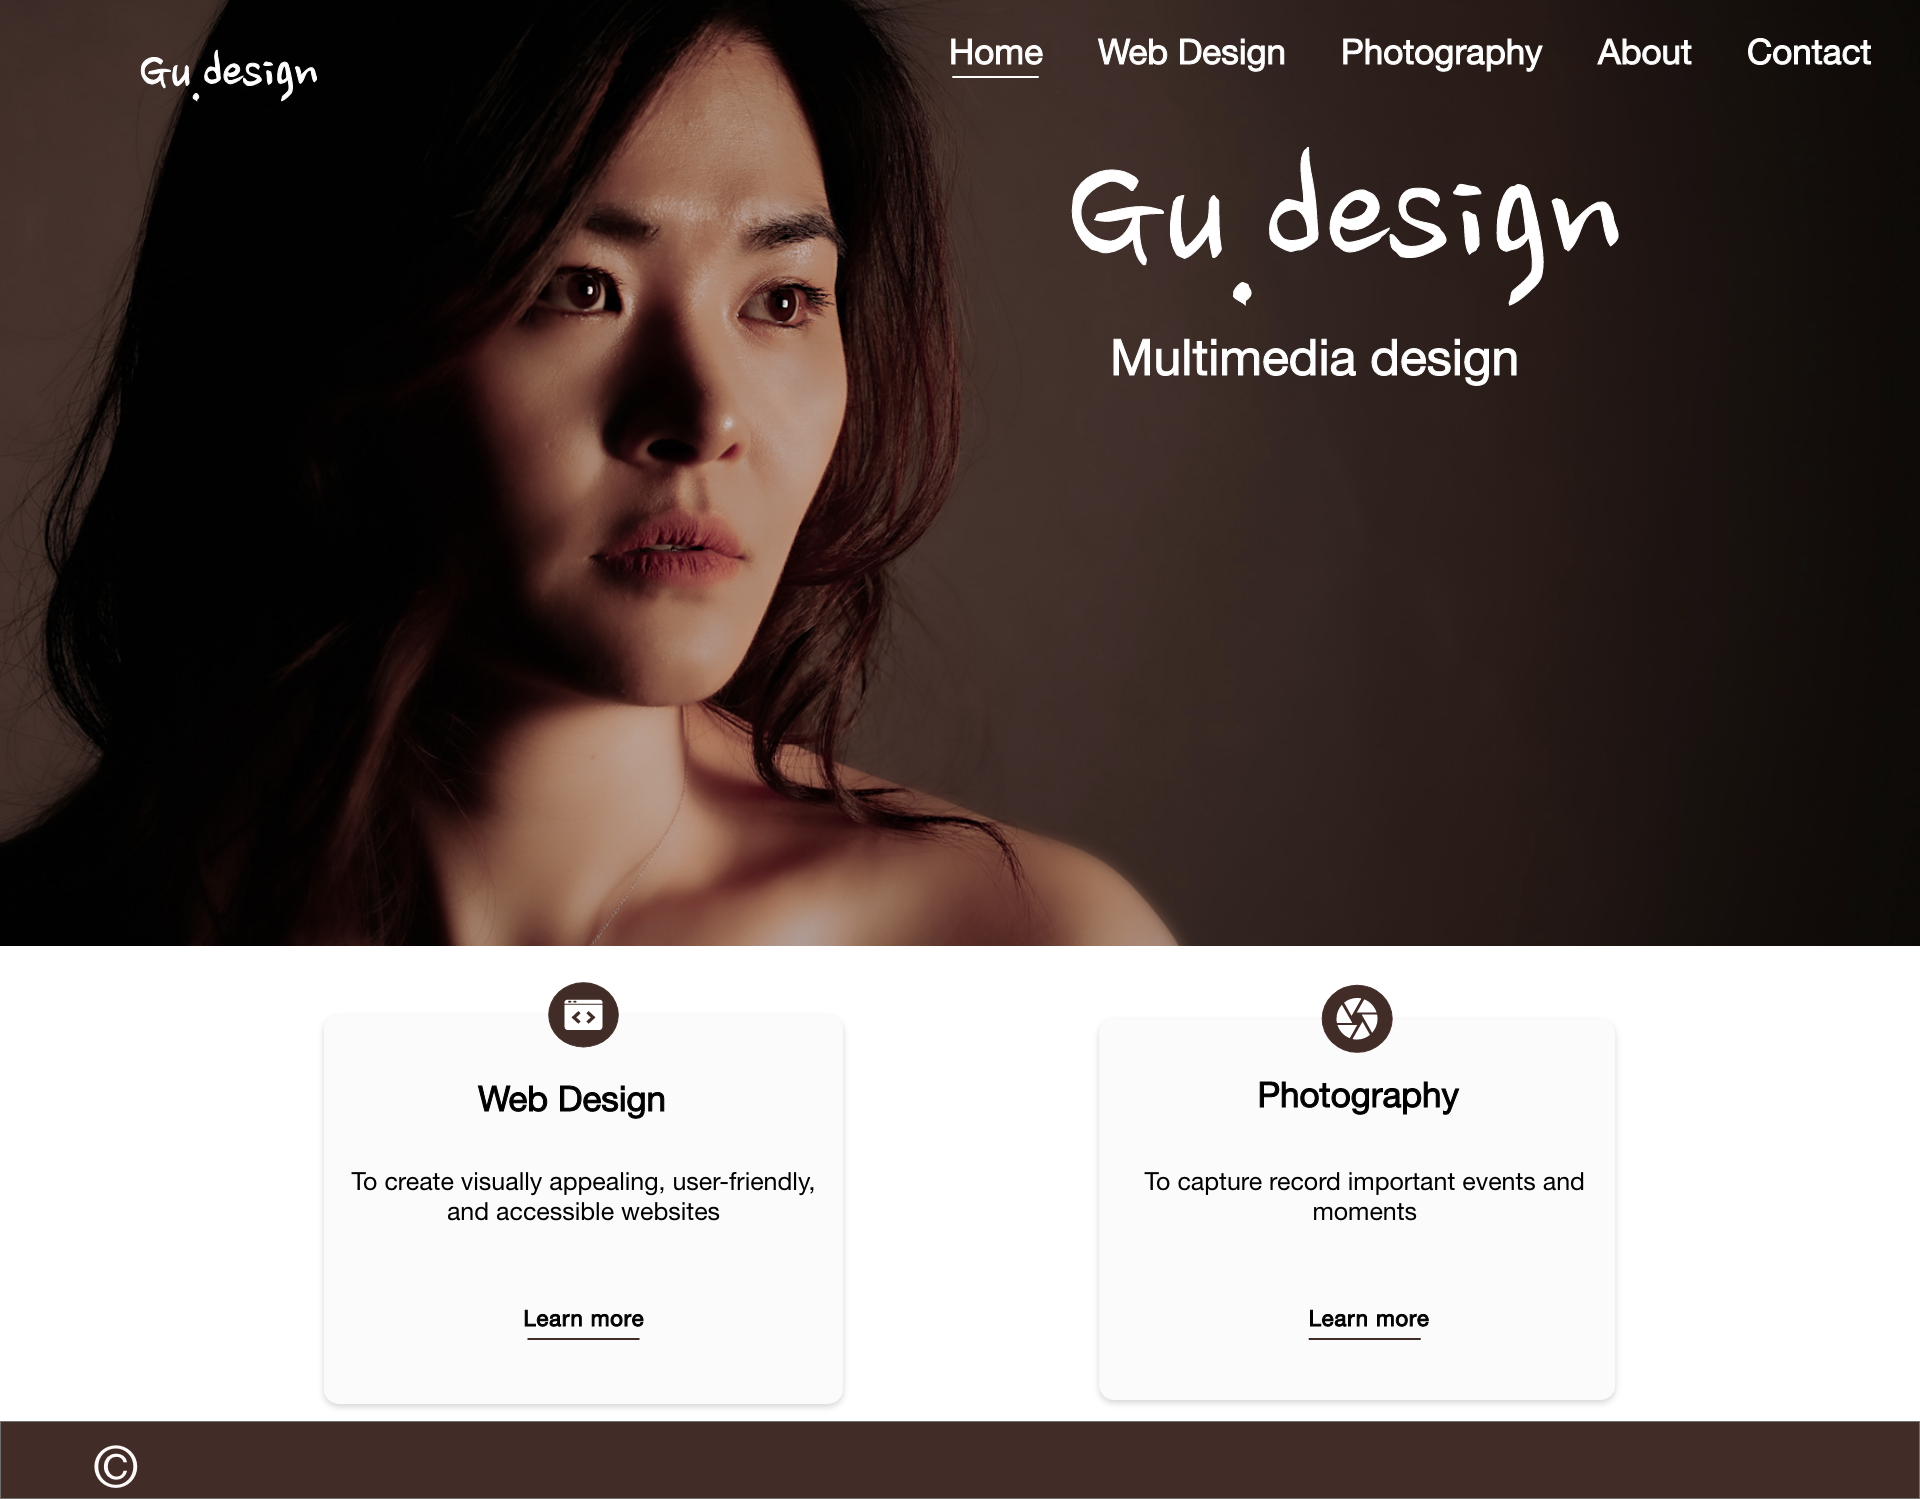 Gu.design
Home Web Design Photography About Contact
Gu.design
Multimedia design
Web Design
To create visually appealing, user-friendly,
and accessible websites
Learn more
Photography
To capture record important events and
moments
Learn more
©